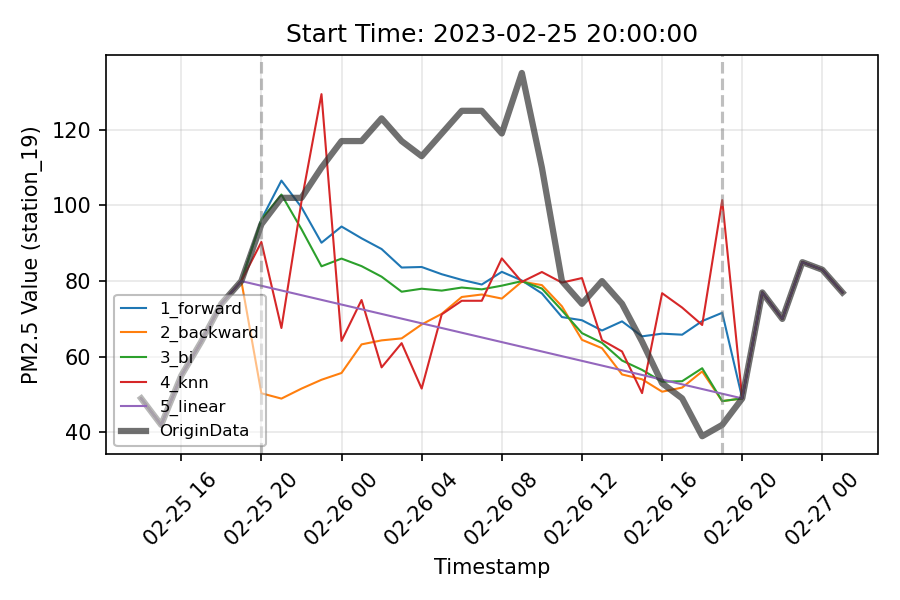 Start Time: 2023-02-25 20:00:00
PM2.5 Value (station_19)
120
100
80
60
40
1_forward
2_backward
3_bi
4_knn
5_linear
OriginData
02-25 16
02-25 20
02-26 00
02-26 04
02-26 08
02-26 12
02-26 16
02-26 20
02-27 00
Timestamp